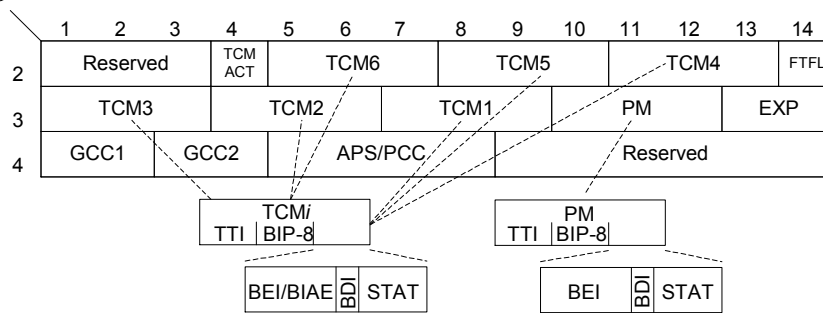 1 2 3 4 5 6 7 8 9 10 11 12 13 14
2 Reserved TCM ACT TCM6 TCM5 TCM4 FTFL
3 TCM3 TCM2 TCM1 PM EXP
4 GCC1 GCC2 APS/PCC Reserved
TCMi PM
TTI BIP-8 TTI BIP-8
BEI/BIAE BDI STAT BEI BDI STAT